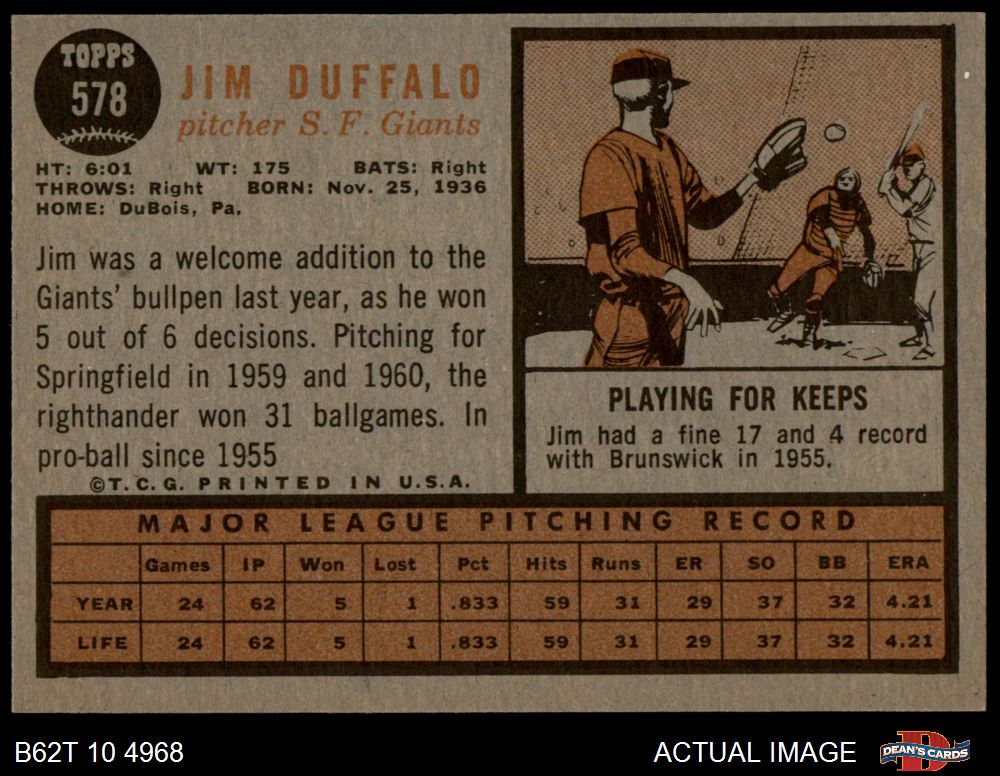 TOPPS
578
JIM DUFFALO
pitcher S. F. Giants
HT: 6:01 WT: 175 BATS: Right
THROWS: Right BORN: Nov. 25, 1936
HOME: DuBois, Pa.
Jim was a welcome addition to the
Giants' bullpen last year, as he won
5 out of 6 decisions. Pitching for
Springfield in 1959 and 1960, the
righthander won 31 ballgames. In
pro-ball since 1955
©T.C.G. PRINTED IN U.S.A.
PLAYING FOR KEEPS
Jim had a fine 17 and 4 record
with Brunswick in 1955.
MAJOR LEAGUE PITCHING RECORD
Games IP Won Lost Pct Hits Runs ER SO BB ERA
YEAR 24 62 5 1 .833 59 31 29 37 32 4.21
LIFE 24 62 5 1 .833 59 31 29 37 32 4.21
B62T 10 4968 ACTUAL IMAGE DEAN'S CARDS